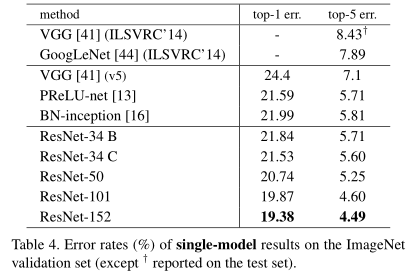 method top-1 err. top-5 err.
VGG [41] (ILSVRC'14) - 8.43†
GoogLeNet [44] (ILSVRC'14) - 7.89
VGG [41] (v5) 24.4 7.1
PReLU-net [13] 21.59 5.71
BN-inception [16] 21.99 5.81
ResNet-34 B 21.84 5.71
ResNet-34 C 21.53 5.60
ResNet-50 20.74 5.25
ResNet-101 19.87 4.60
ResNet-152 19.38 4.49
Table 4. Error rates (%) of single-model results on the ImageNet
validation set (except † reported on the test set).